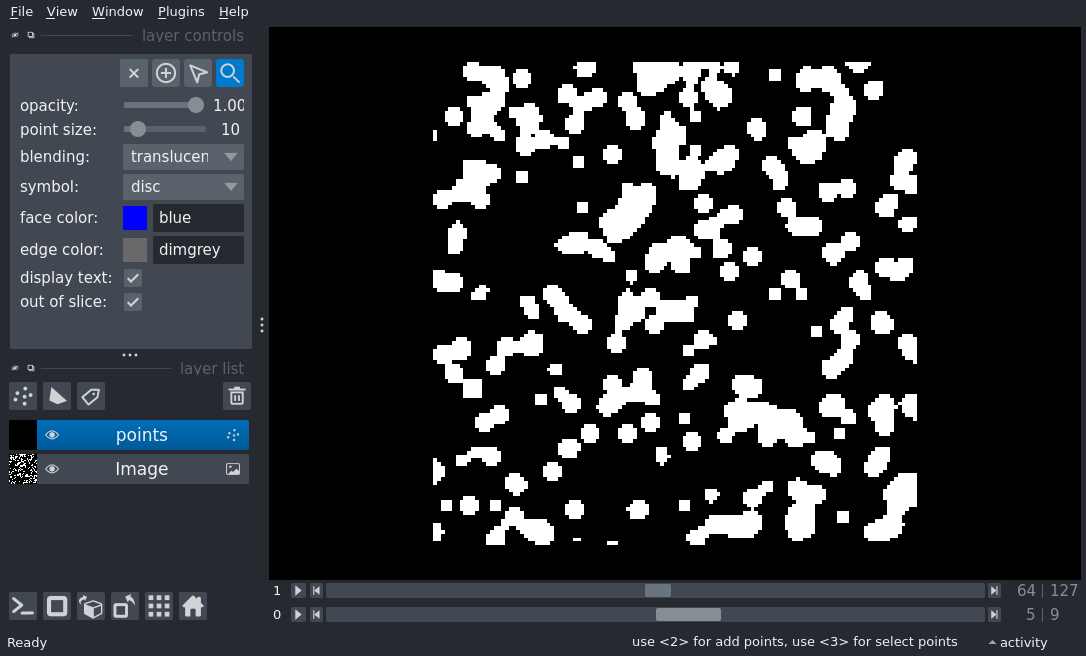 File View Window Plugins Help
layer controls
opacity: 1.00
point size: 10
blending: translucen
symbol: disc
face color: blue
edge color: dimgrey
display text:
out of slice:
layer list
points
Image
1 64 | 127
0 5 | 9
Ready use <2> for add points, use <3> for select points activity